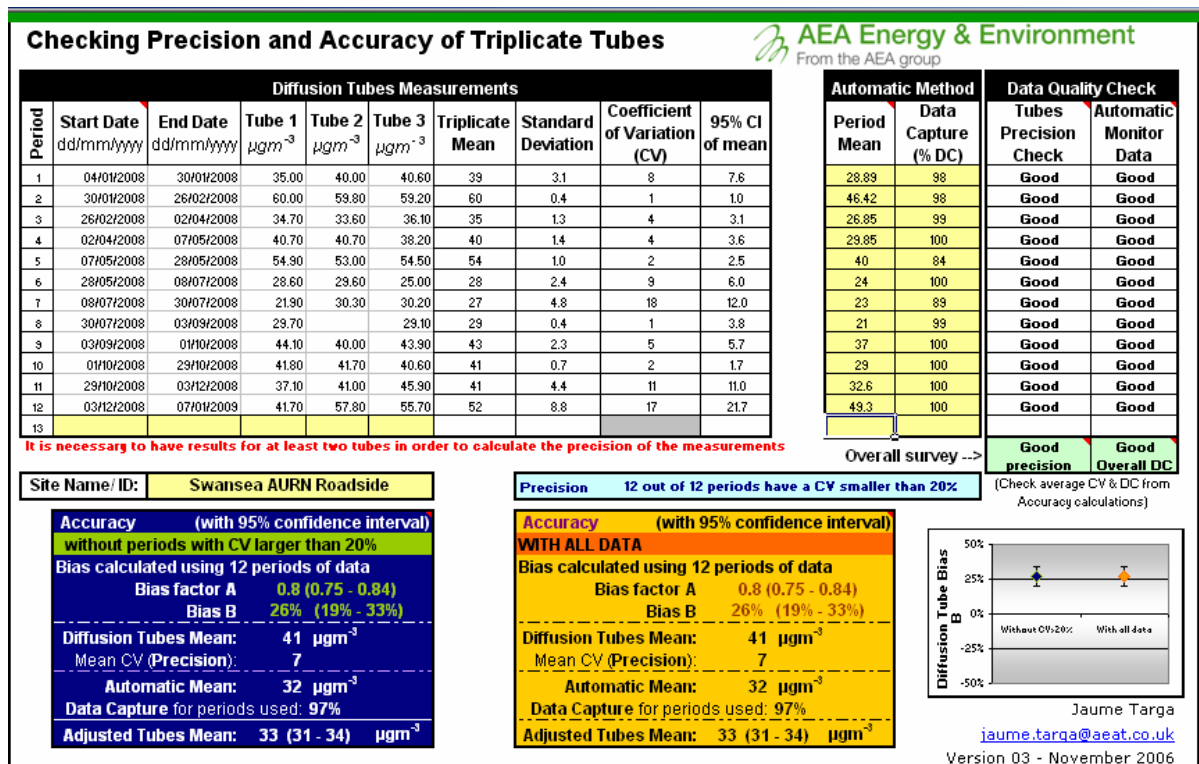 Checking Precision and Accuracy of Triplicate Tubes
AEA Energy & Environment
From the AEA group
Diffusion Tubes Measurements
Period Start Date dd/mm/yyyy End Date dd/mm/yyyy Tube 1 µgm-3 Tube 2 µgm-3 Tube 3 µgm-3 Triplicate Mean Standard Deviation Coefficient of Variation (CV) 95% CI of mean
Automatic Method
Period Mean Data Capture (% DC)
Data Quality Check
Tubes Precision Check Automatic Monitor Data
1 04/01/2008 30/01/2008 35.00 40.00 40.60 39 3.1 8 7.6 28.89 98 Good Good
2 30/01/2008 26/02/2008 60.00 59.80 59.20 60 0.4 1 1.0 46.42 98 Good Good
3 26/02/2008 02/04/2008 34.70 33.60 36.10 35 1.3 4 3.1 26.85 99 Good Good
4 02/04/2008 07/05/2008 40.70 40.70 38.20 40 1.4 4 3.6 29.85 100 Good Good
5 07/05/2008 28/05/2008 54.90 53.00 54.50 54 1.0 2 2.5 40 84 Good Good
6 28/05/2008 08/07/2008 28.60 29.60 25.00 28 2.4 9 6.0 24 100 Good Good
7 08/07/2008 30/07/2008 21.90 30.30 30.20 27 4.8 18 12.0 23 89 Good Good
8 30/07/2008 03/09/2008 29.70 29.10 29 0.4 1 3.8 21 99 Good Good
9 03/09/2008 01/10/2008 44.10 40.00 43.90 43 2.3 5 5.7 37 100 Good Good
10 01/10/2008 29/10/2008 41.80 41.70 40.60 41 0.7 2 1.7 29 100 Good Good
11 29/10/2008 03/12/2008 37.10 41.00 45.90 41 4.4 11 11.0 32.6 100 Good Good
12 03/12/2008 07/01/2009 41.70 57.80 55.70 52 8.8 17 21.7 49.3 100 Good Good
13
It is necessary to have results for at least two tubes in order to calculate the precision of the measurements
Overall survey --> Good precision Good Overall DC
(Check average CV & DC from
Accuracy calculations)
Site Name/ ID: Swansea AURN Roadside
Precision 12 out of 12 periods have a CV smaller than 20%
Accuracy (with 95% confidence interval)
without periods with CV larger than 20%
Bias calculated using 12 periods of data
Bias factor A 0.8 (0.75 - 0.84)
Bias B 26% (19% - 33%)
Diffusion Tubes Mean: 41 µgm-3
Mean CV (Precision): 7
Automatic Mean: 32 µgm-3
Data Capture for periods used: 97%
Adjusted Tubes Mean: 33 (31 - 34) µgm-3
Accuracy (with 95% confidence interval)
WITH ALL DATA
Bias calculated using 12 periods of data
Bias factor A 0.8 (0.75 - 0.84)
Bias B 26% (19% - 33%)
Diffusion Tubes Mean: 41 µgm-3
Mean CV (Precision): 7
Automatic Mean: 32 µgm-3
Data Capture for periods used: 97%
Adjusted Tubes Mean: 33 (31 - 34) µgm-3
Diffusion Tube Bias B
50%
25%
0%
-25%
-50%
Without CV>20%
With all data
Jaume Targa
jaume.targa@aeat.co.uk
Version 03 - November 2006